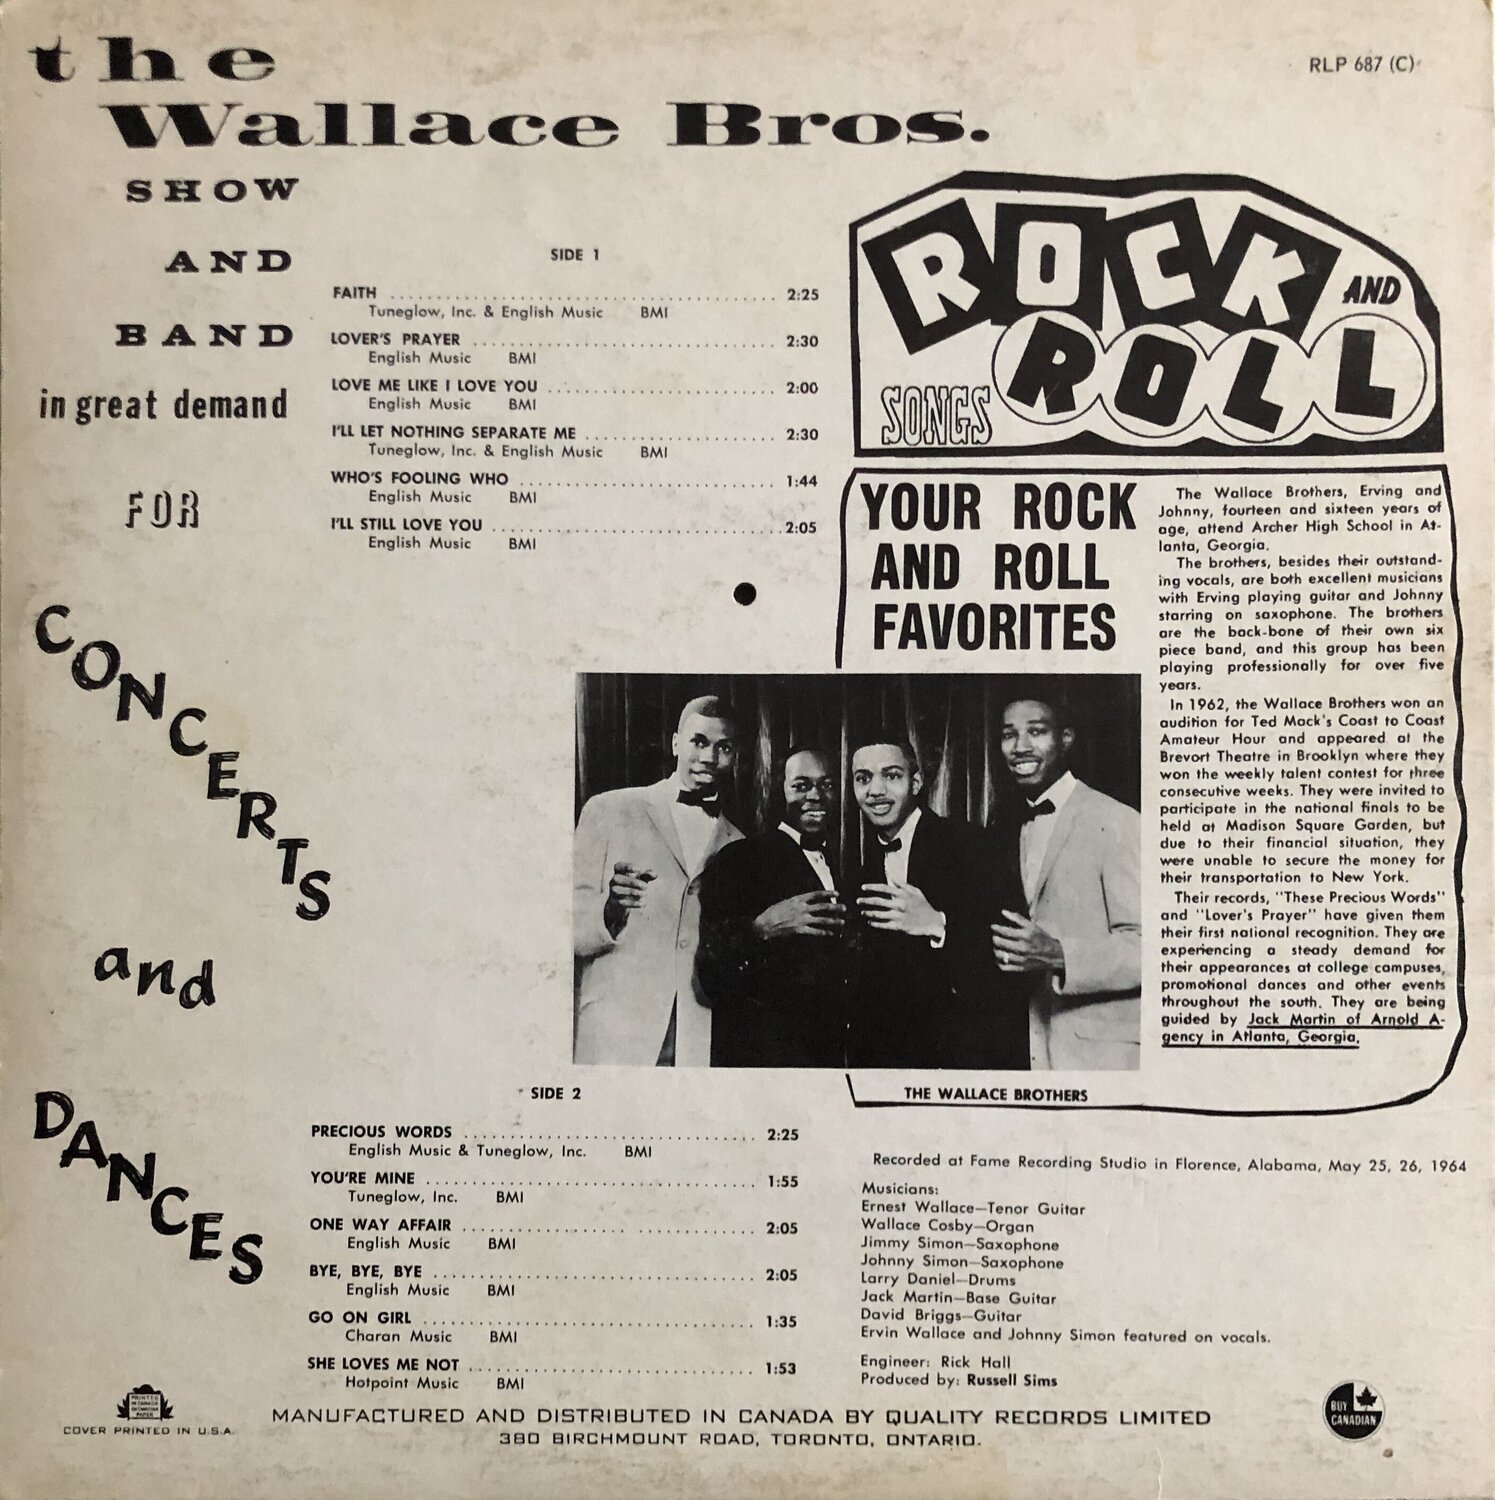 the
Wallace Bros.
RLP 687 (C)
SHOW
AND
BAND
in great demand
FOR
CONCERTS
and
DANCES
SIDE 1
FAITH 2:25
Tuneglow, Inc. & English Music BMI
LOVER'S PRAYER 2:30
English Music BMI
LOVE ME LIKE I LOVE YOU 2:00
English Music BMI
I'LL LET NOTHING SEPARATE ME 2:30
Tuneglow, Inc. & English Music BMI
WHO'S FOOLING WHO 1:44
English Music BMI
I'LL STILL LOVE YOU 2:05
English Music BMI
ROCK AND
SONGS ROLL
YOUR ROCK
AND ROLL
FAVORITES
The Wallace Brothers, Erving and
Johnny, fourteen and sixteen years of
age, attend Archer High School in At-
lanta, Georgia.
The brothers, besides their outstand-
ing vocals, are both excellent musicians
with Erving playing guitar and Johnny
starring on saxophone. The brothers
are the back-bone of their own six
piece band, and this group has been
playing professionally for over five
years.
In 1962, the Wallace Brothers won an
audition for Ted Mack's Coast to Coast
Amateur Hour and appeared at the
Brevort Theatre in Brooklyn where they
won the weekly talent contest for three
consecutive weeks. They were invited to
participate in the national finals to be
held at Madison Square Garden, but
due to their financial situation, they
were unable to secure the money for
their transportation to New York.
Their records, "These Precious Words"
and "Lover's Prayer" have given them
their first national recognition. They are
experiencing a steady demand for
their appearances at college campuses,
promotional dances and other events
throughout the south. They are being
guided by Jack Martin of Arnold A-
gency in Atlanta, Georgia.
THE WALLACE BROTHERS
SIDE 2
PRECIOUS WORDS 2:25
English Music & Tuneglow, Inc. BMI
YOU'RE MINE 1:55
Tuneglow, Inc. BMI
ONE WAY AFFAIR 2:05
English Music BMI
BYE, BYE, BYE 2:05
English Music BMI
GO ON GIRL 1:35
Charan Music BMI
SHE LOVES ME NOT 1:53
Hotpoint Music BMI
Recorded at Fame Recording Studio in Florence, Alabama, May 25, 26, 1964
Musicians:
Ernest Wallace—Tenor Guitar
Wallace Cosby—Organ
Jimmy Simon—Saxophone
Johnny Simon—Saxophone
Larry Daniel—Drums
Jack Martin—Base Guitar
David Briggs—Guitar
Ervin Wallace and Johnny Simon featured on vocals.
Engineer: Rick Hall
Produced by: Russell Sims
PRINTED
IN CANADA
ON CANADIAN
PAPER
COVER PRINTED IN U.S.A.
MANUFACTURED AND DISTRIBUTED IN CANADA BY QUALITY RECORDS LIMITED
380 BIRCHMOUNT ROAD, TORONTO, ONTARIO.
BUY
CANADIAN